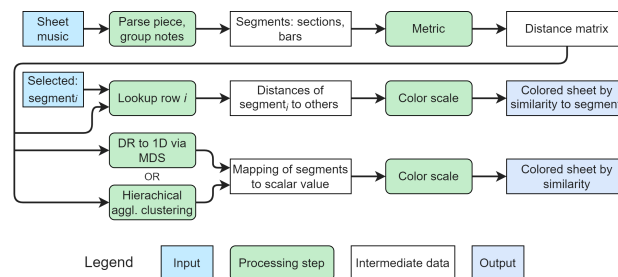 Sheet
music
Parse piece,
group notes
Segments: sections,
bars
Metric
Distance matrix
Selected:
segmenti
Lookup row i
Distances of
segmenti to others
Color scale
Colored sheet by
similarity to segment
DR to 1D via
MDS
OR
Hierachical
aggl. clustering
Mapping of segments
to scalar value
Color scale
Colored sheet by
similarity
Legend
Input
Processing step
Intermediate data
Output